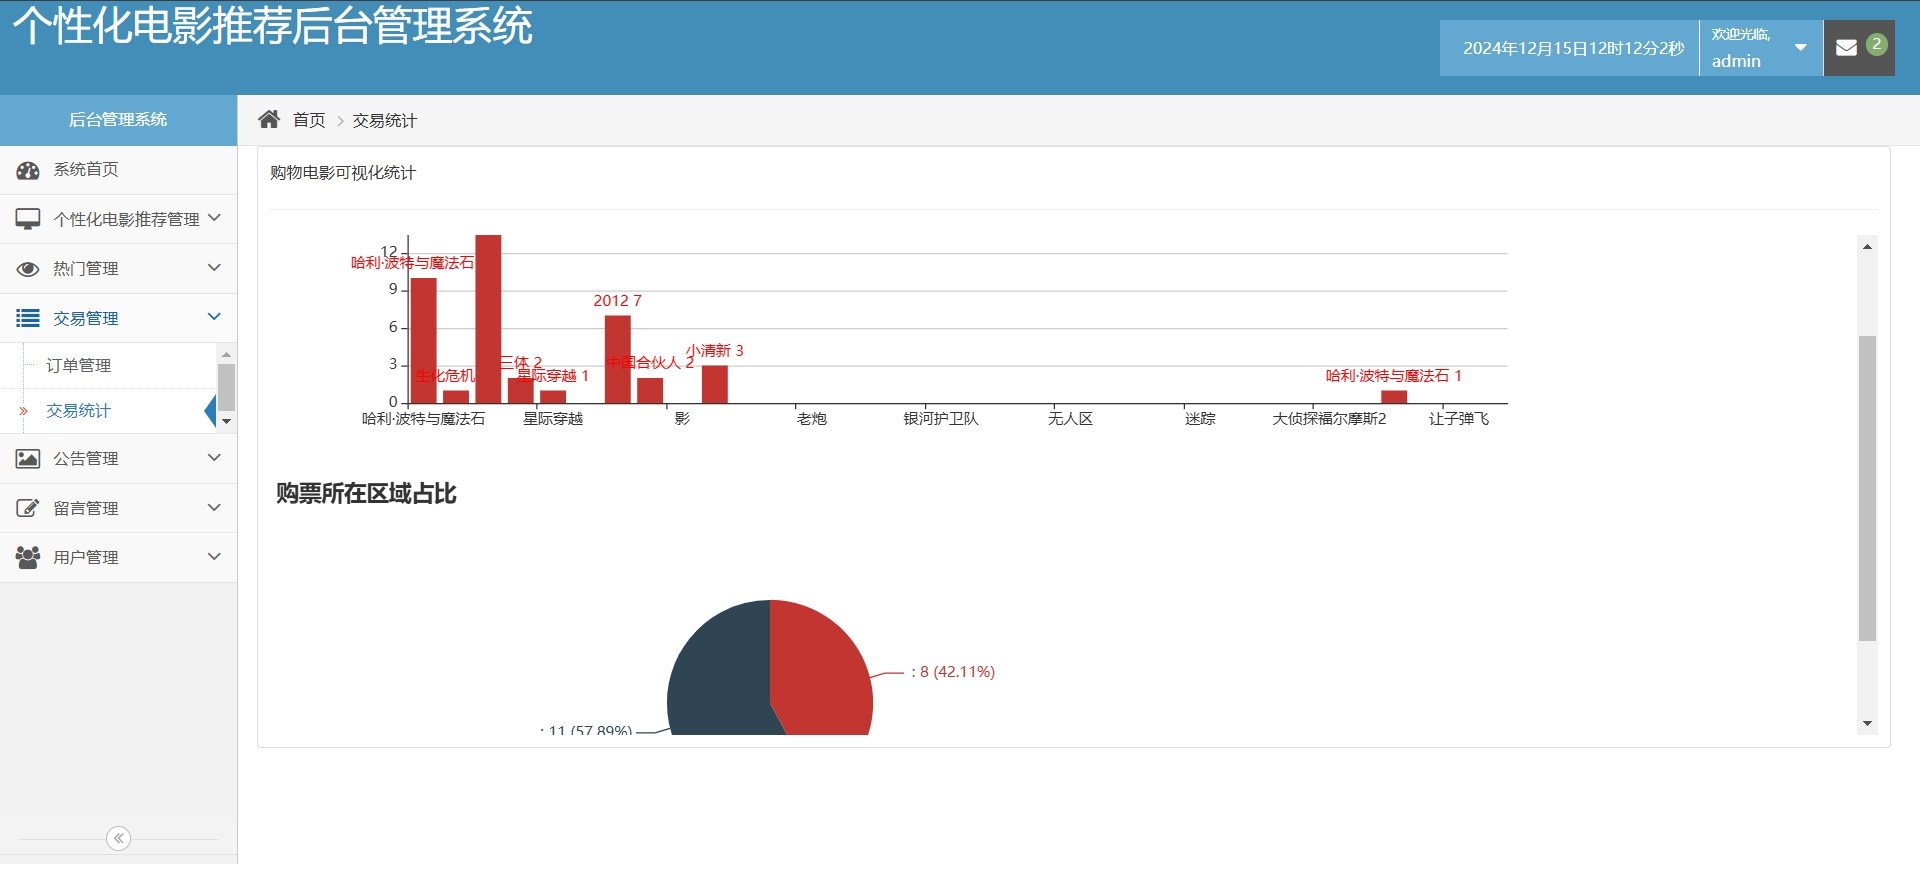 个性化电影推荐后台管理系统
2024年12月15日12时12分2秒
欢迎光临,
admin
2
后台管理系统
首页
交易统计
系统首页
个性化电影推荐管理
热门管理
交易管理
订单管理
交易统计
公告管理
留言管理
用户管理
购物电影可视化统计
12
9
6
3
0
哈利·波特与魔法石
生化危机
三体 2
星际穿越 1
2012 7
中国合伙人 2
小清新 3
哈利·波特与魔法石 1
哈利·波特与魔法石
星际穿越
影
老炮
银河护卫队
无人区
迷踪
大侦探福尔摩斯2
让子弹飞
购票所在区域占比
: 8 (42.11%)
: 11 (57.89%)